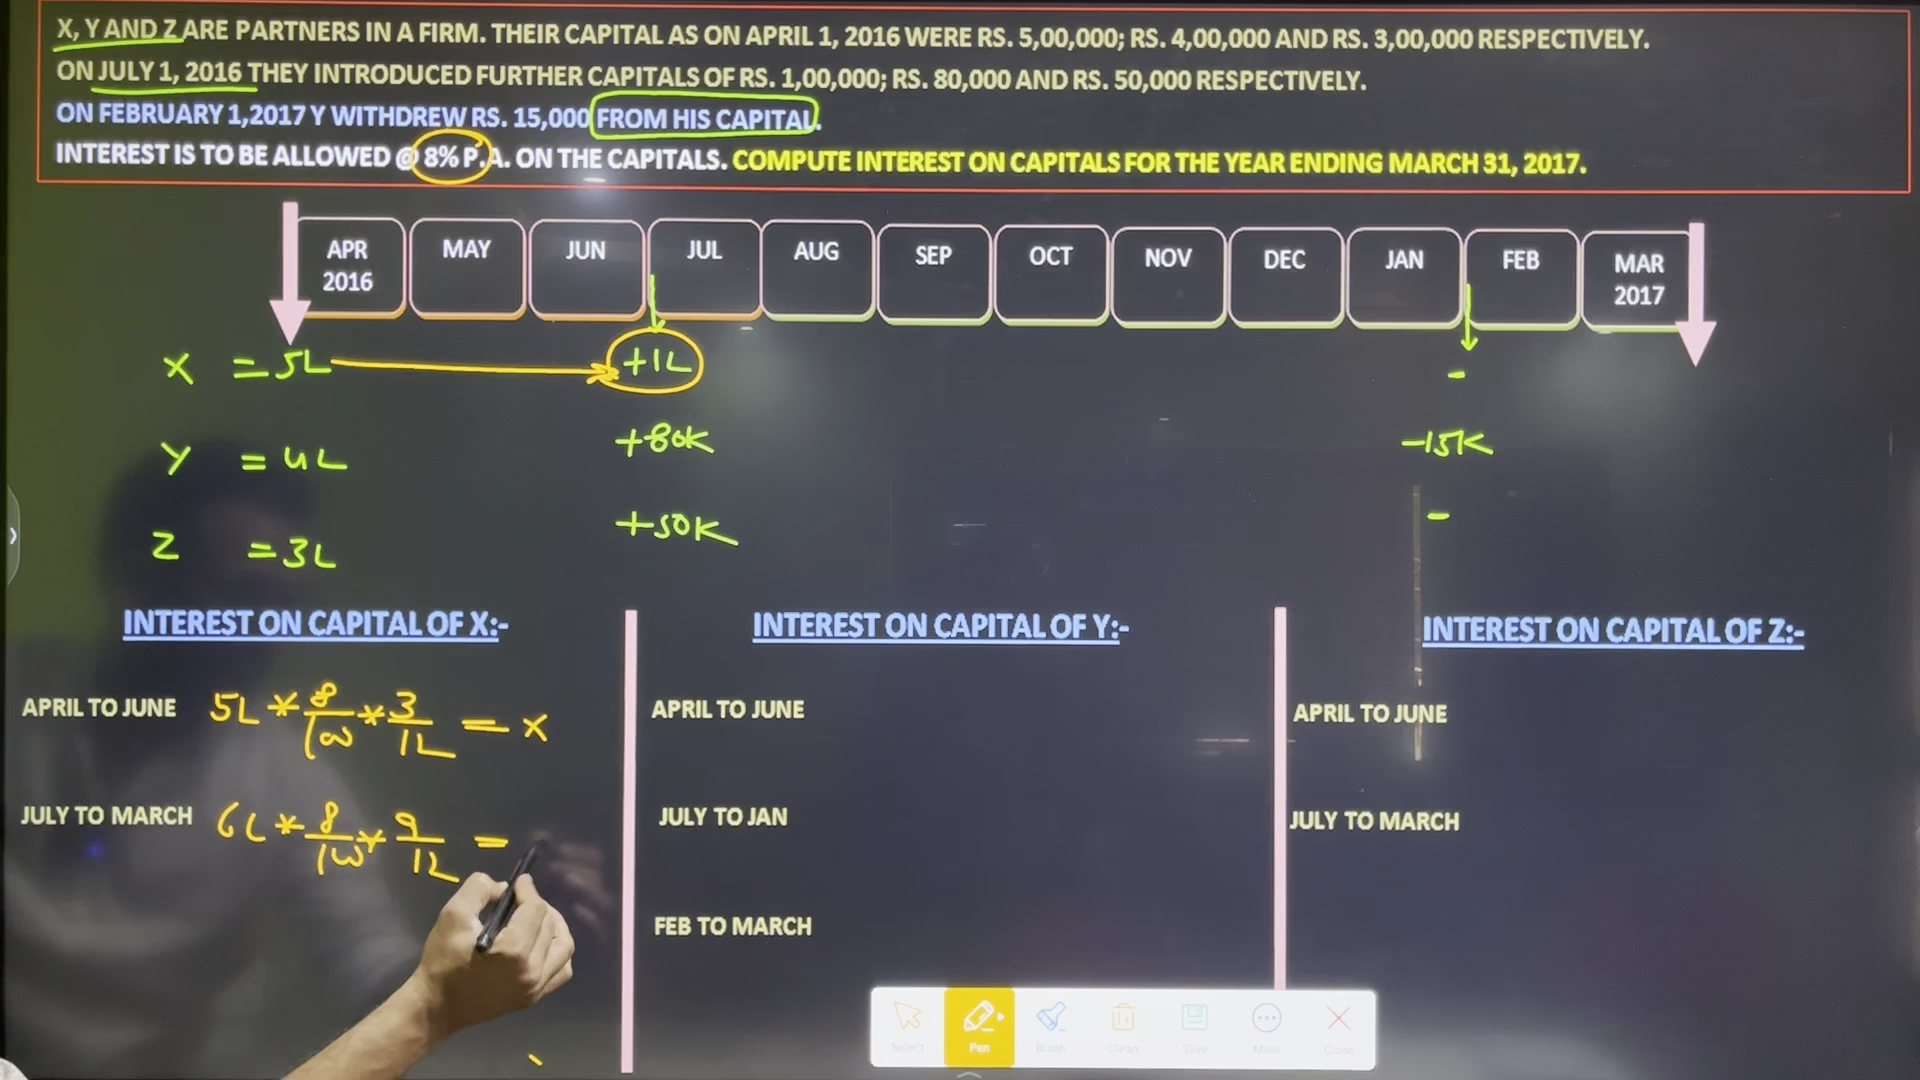 X, Y AND Z ARE PARTNERS IN A FIRM. THEIR CAPITAL AS ON APRIL 1, 2016 WERE RS. 5,00,000; RS. 4,00,000 AND RS. 3,00,000 RESPECTIVELY.
ON JULY 1, 2016 THEY INTRODUCED FURTHER CAPITALS OF RS. 1,00,000; RS. 80,000 AND RS. 50,000 RESPECTIVELY.
ON FEBRUARY 1,2017 Y WITHDREW RS. 15,000 FROM HIS CAPITAL.
INTEREST IS TO BE ALLOWED @ 8% P.A. ON THE CAPITALS. COMPUTE INTEREST ON CAPITALS FOR THE YEAR ENDING MARCH 31, 2017.
APR 2016 MAY JUN JUL AUG SEP OCT NOV DEC JAN FEB MAR 2017
X = 5L +1L -
Y = 4L +80K -15K
Z = 3L +50K -
INTEREST ON CAPITAL OF X:-
APRIL TO JUNE 5L * 8/100 * 3/12 = x
JULY TO MARCH 6L * 8/100 * 9/12 =
INTEREST ON CAPITAL OF Y:-
APRIL TO JUNE
JULY TO JAN
FEB TO MARCH
INTEREST ON CAPITAL OF Z:-
APRIL TO JUNE
JULY TO MARCH
Select Pen Brush Clean Save More Close